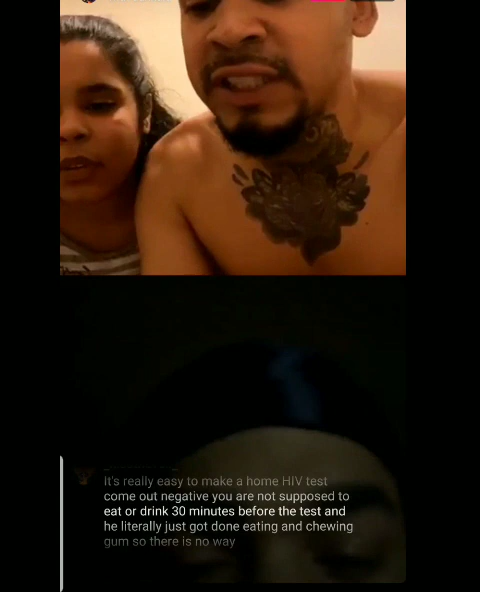 It's really easy to make a home HIV test
come out negative you are not supposed to
eat or drink 30 minutes before the test and
he literally just got done eating and chewing
gum so there is no way